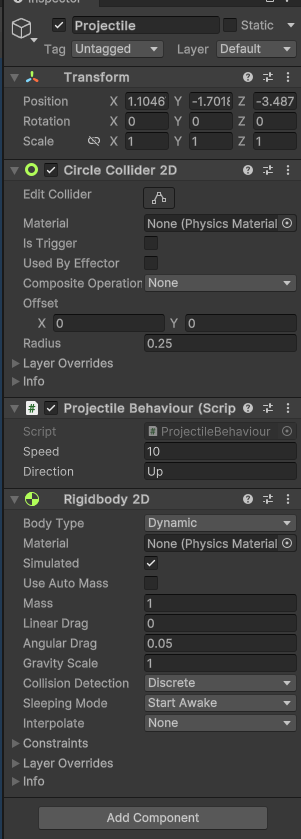 Inspector
Projectile Static
Tag Untagged Layer Default
Transform
Position X 1.1046 Y -1.7018 Z -3.487
Rotation X 0 Y 0 Z 0
Scale X 1 Y 1 Z 1
Circle Collider 2D
Edit Collider
Material None (Physics Material
Is Trigger
Used By Effector
Composite Operation None
Offset
X 0 Y 0
Radius 0.25
Layer Overrides
Info
# Projectile Behaviour (Scrip
Script # ProjectileBehaviour
Speed 10
Direction Up
Rigidbody 2D
Body Type Dynamic
Material None (Physics Material
Simulated
Use Auto Mass
Mass 1
Linear Drag 0
Angular Drag 0.05
Gravity Scale 1
Collision Detection Discrete
Sleeping Mode Start Awake
Interpolate None
Constraints
Layer Overrides
Info
Add Component